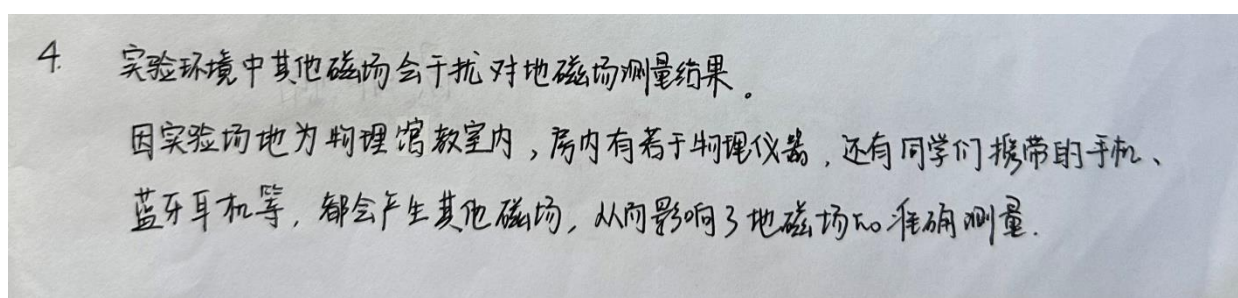 4. 实验环境中其他磁场会干扰对地磁场测量结果。
因实验场地为物理馆教室内，房内有若干物理仪器，还有同学们携带的手机、
蓝牙耳机等，都会产生其他磁场，从而影响了地磁场的准确测量.